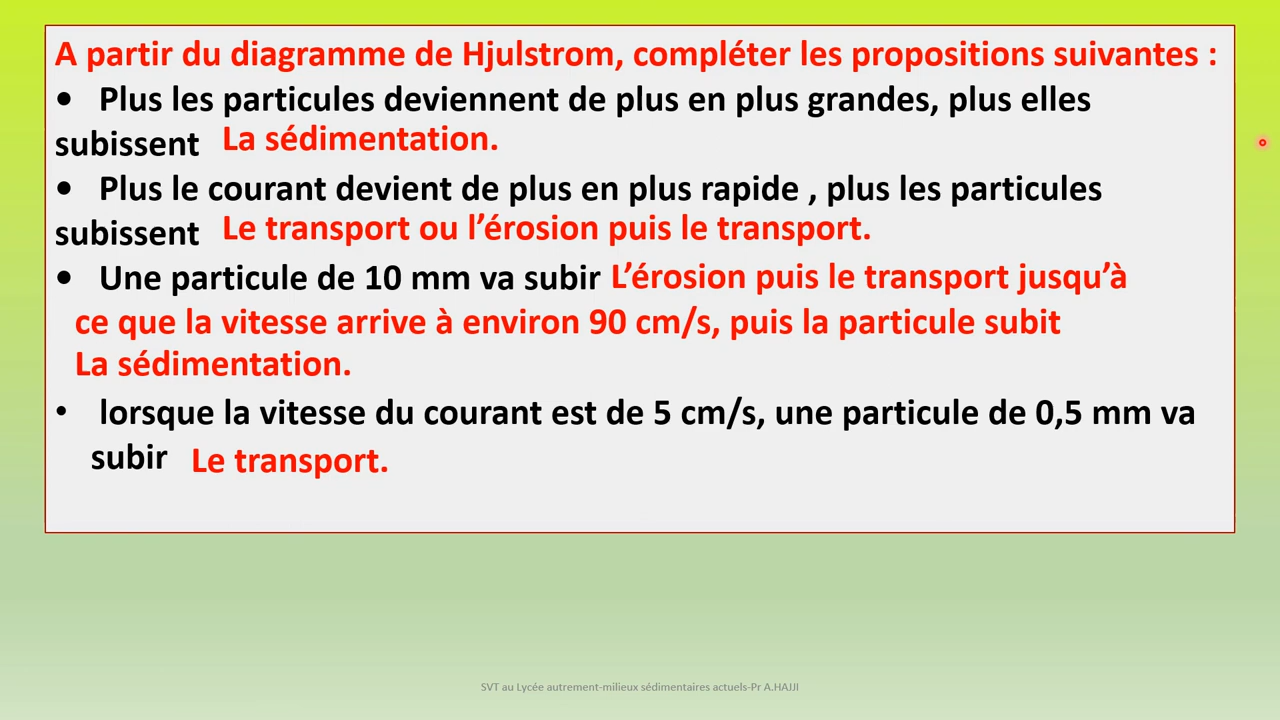 A partir du diagramme de Hjulstrom, compléter les propositions suivantes :
• Plus les particules deviennent de plus en plus grandes, plus elles
subissent La sédimentation.
• Plus le courant devient de plus en plus rapide , plus les particules
subissent Le transport ou l’érosion puis le transport.
• Une particule de 10 mm va subir L’érosion puis le transport jusqu’à
ce que la vitesse arrive à environ 90 cm/s, puis la particule subit
La sédimentation.
• lorsque la vitesse du courant est de 5 cm/s, une particule de 0,5 mm va
subir Le transport.
SVT au Lycée autrement-milieux sédimentaires actuels-Pr A.HAJJI